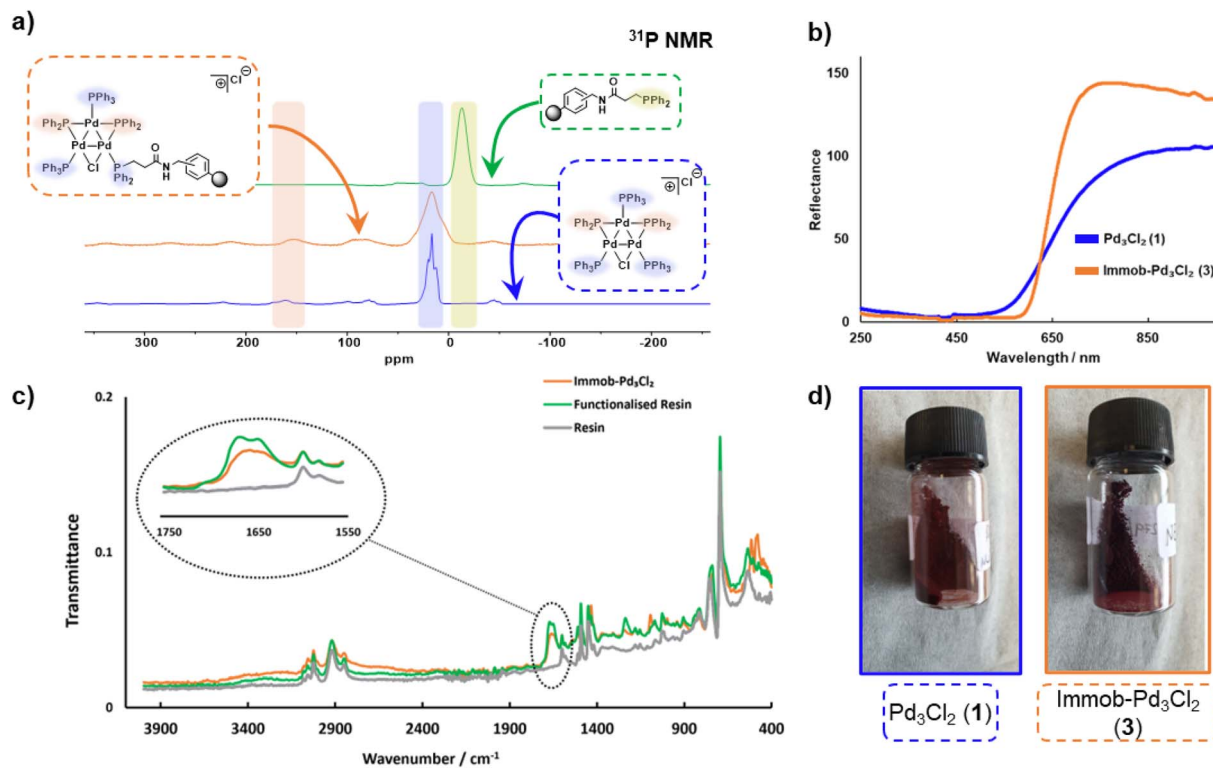 a)
³¹P NMR
+ Cl ⊖
PPh₃
Ph₂P Pd PPh₂
Pd Pd
Ph₃P Cl P
Ph₂
O
N
H
O
N
H
PPh₂
+ Cl ⊖
PPh₃
Ph₂P Pd PPh₂
Pd Pd
Ph₃P Cl PPh₃
300 200 100 0 -100 -200
ppm
b)
150
100
50
0
Reflectance
250 450 650 850
Wavelength / nm
Pd₃Cl₂ (1)
Immob-Pd₃Cl₂ (3)
c)
0.2
0.1
0
Transmittance
Immob-Pd₃Cl₂
Functionalised Resin
Resin
1750 1650 1550
3900 3400 2900 2400 1900 1400 900 400
Wavenumber / cm⁻¹
d)
Pd₃Cl₂ (1)
Immob-Pd₃Cl₂
(3)